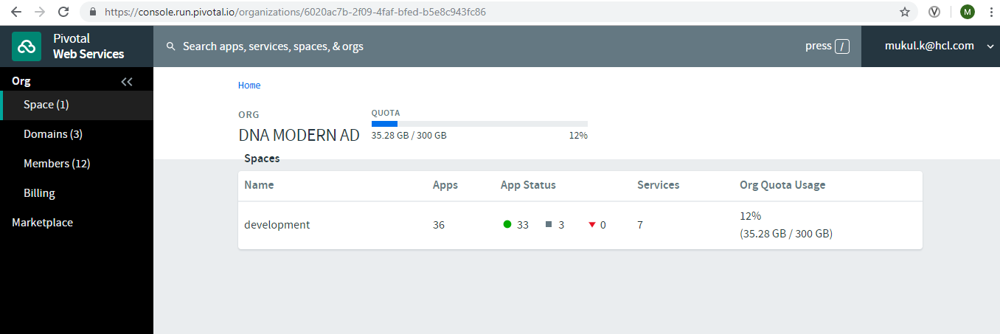 https://console.run.pivotal.io/organizations/6020ac7b-2f09-4faf-bfed-b5e8c943fc86
M
Pivotal
Web Services
Search apps, services, spaces, & orgs
press /
mukul.k@hcl.com
Org
Space (1)
Domains (3)
Members (12)
Billing
Marketplace
Home
ORG
DNA MODERN AD
QUOTA
35.28 GB / 300 GB 12%
Spaces
Name Apps App Status Services Org Quota Usage
development 36 33 3 0 7 12%
(35.28 GB / 300 GB)